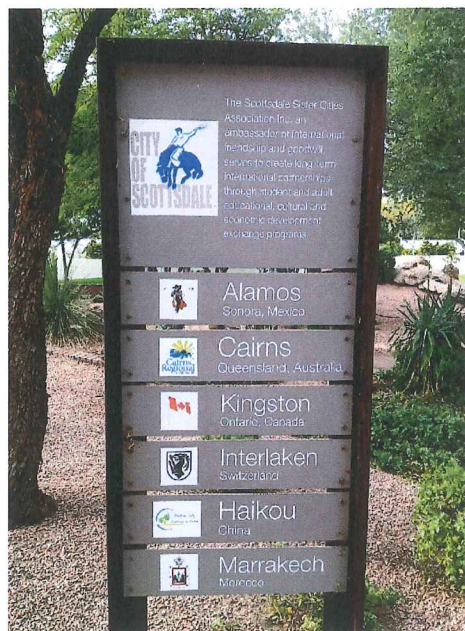 CITY
OF
SCOTTSDALE
The Scottsdale Sister Cities
Association Inc. an
ambassador of international
friendship and goodwill,
serves to create long term
international partnerships
through student and adult
educational, cultural and
economic development
exchange programs.
Alamos
Sonora, Mexico
Cairns
Regional
Cairns
Queensland, Australia
Kingston
Ontario, Canada
Interlaken
Switzerland
Haikou
China
Marrakech
Morocco